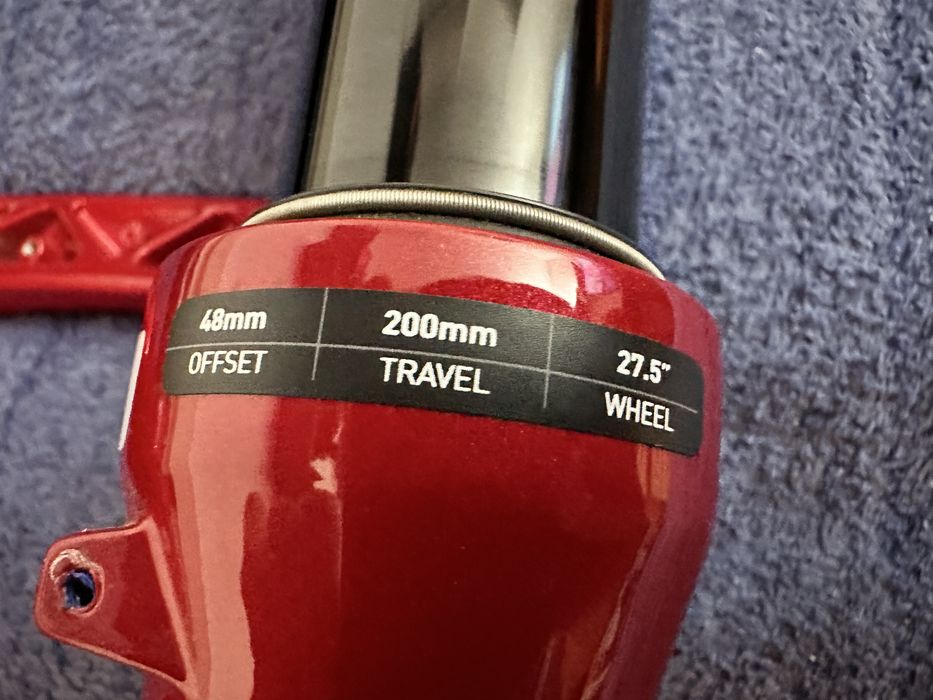 48mm 200mm 27.5"
OFFSET TRAVEL WHEEL